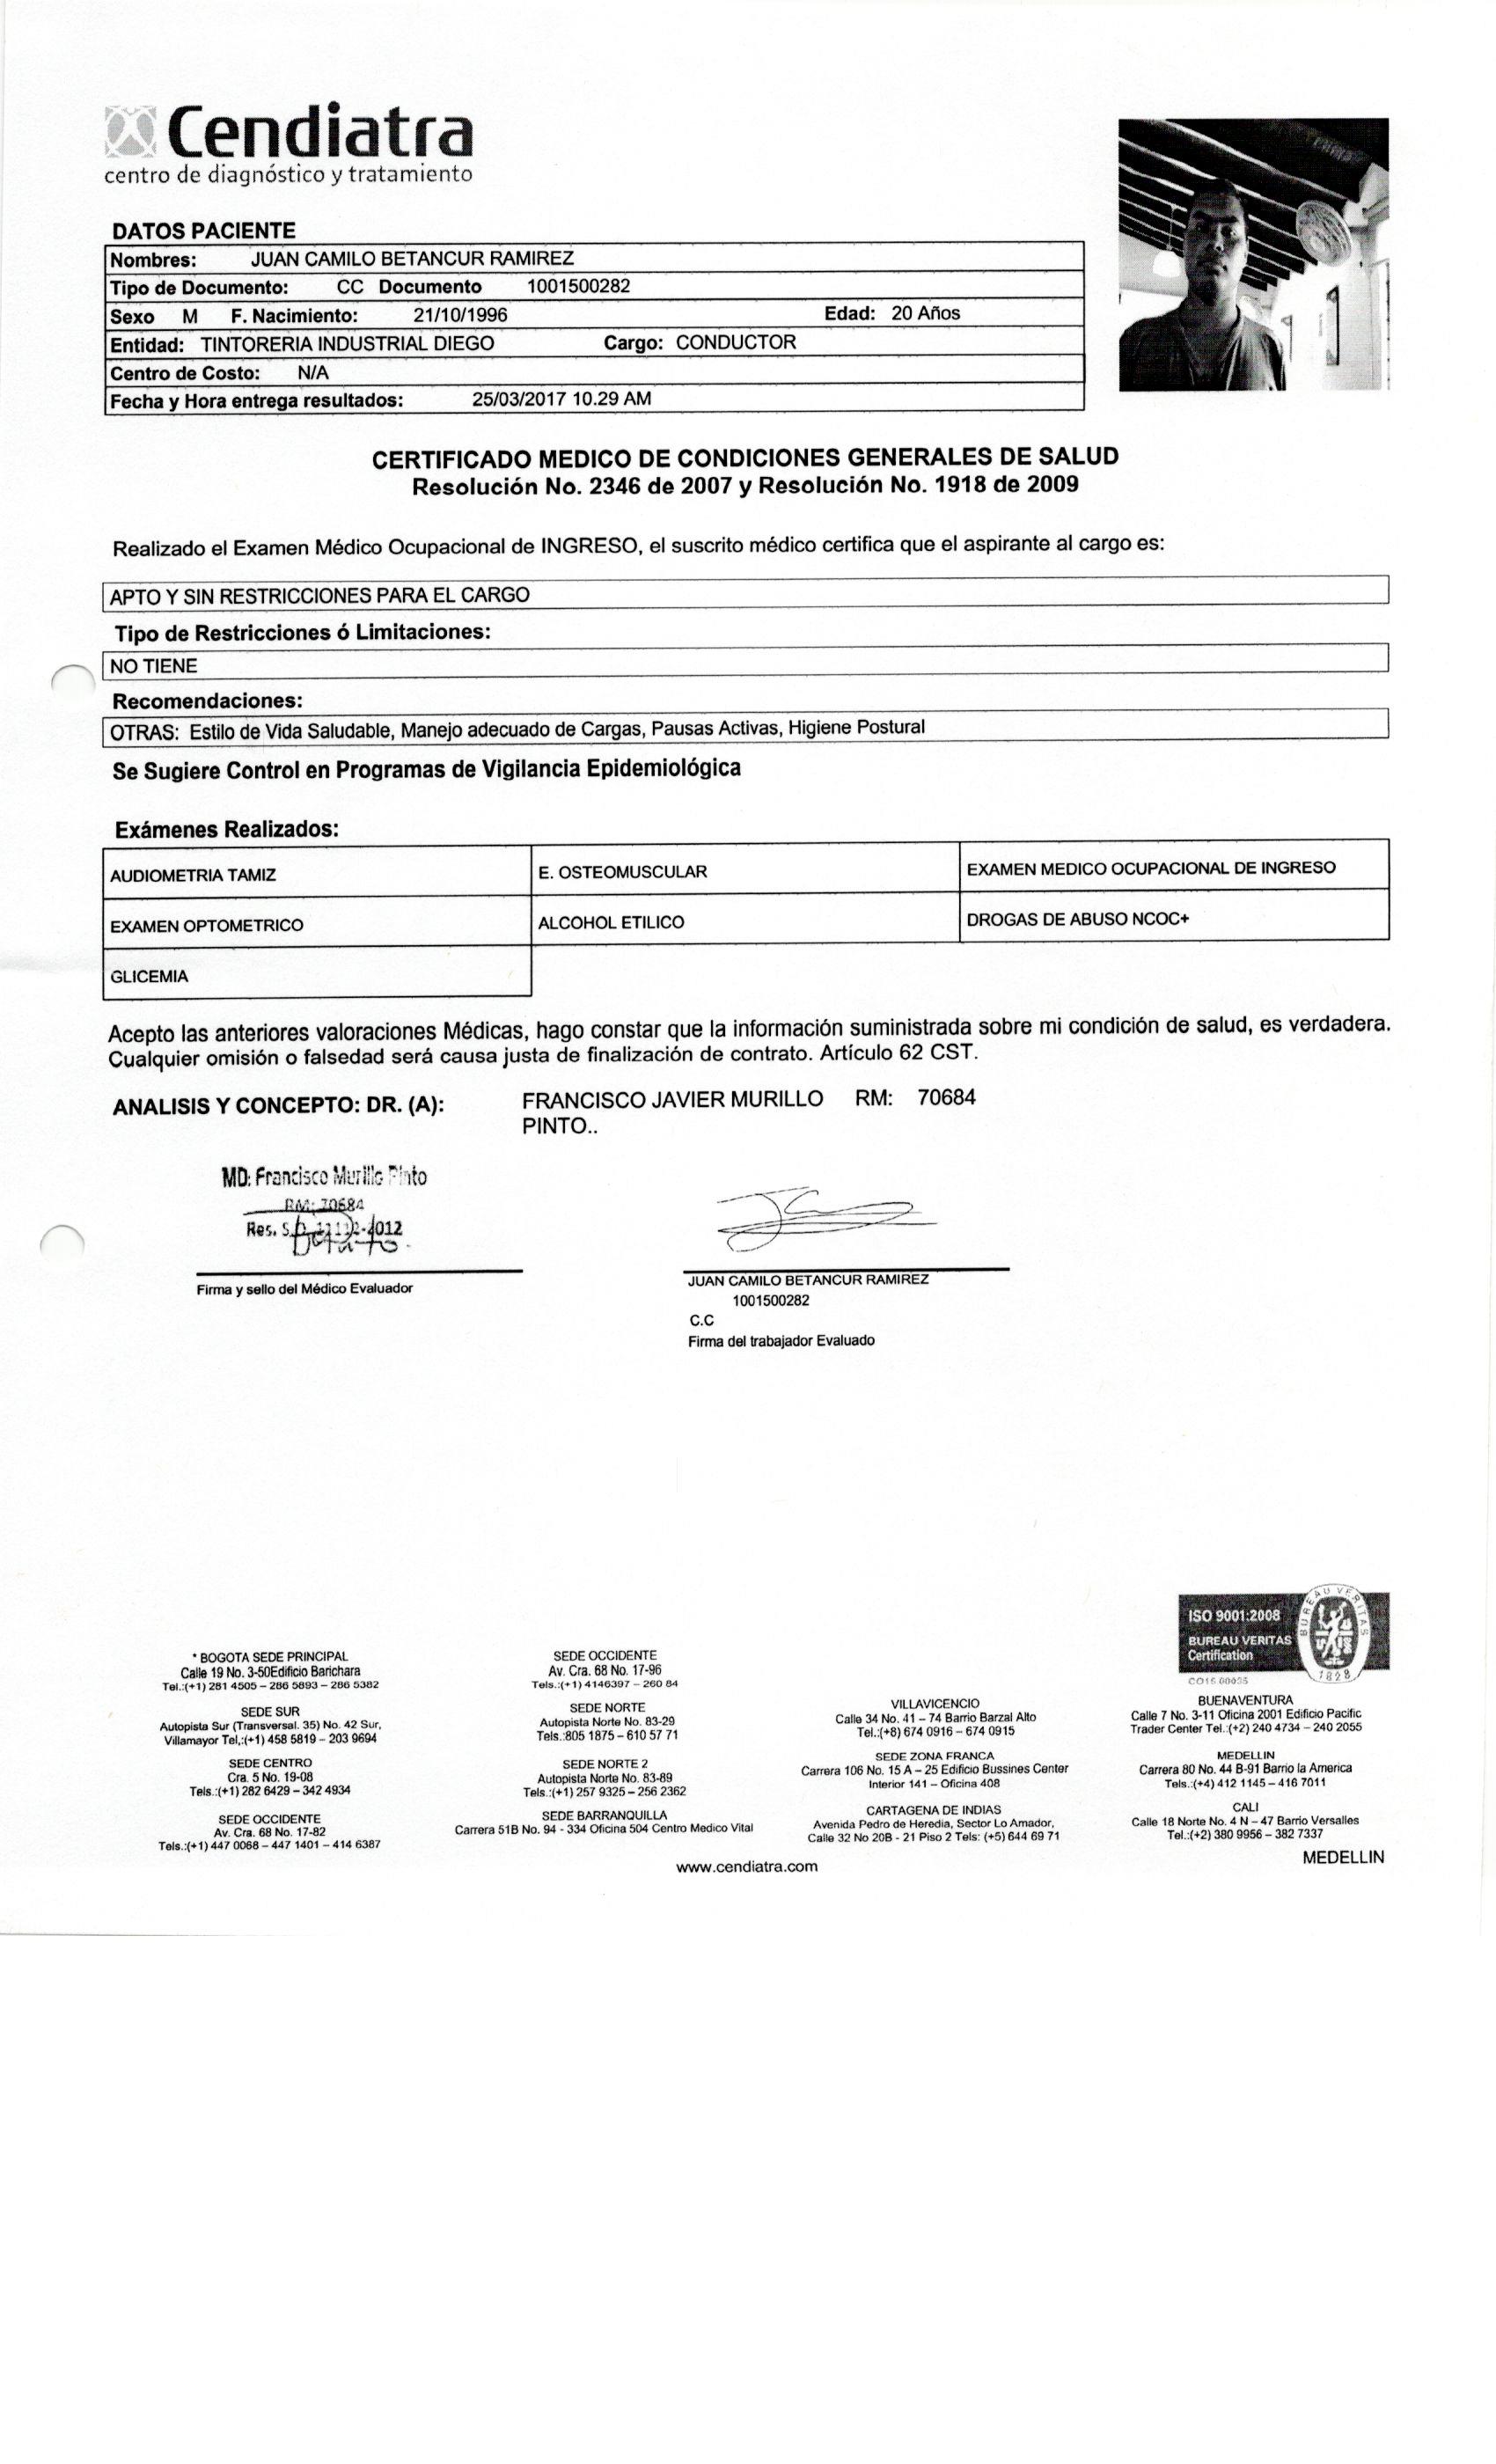 Cendiatra
centro de diagnóstico y tratamiento
DATOS PACIENTE
Nombres: JUAN CAMILO BETANCUR RAMIREZ
Tipo de Documento: CC Documento 1001500282
Sexo M F. Nacimiento: 21/10/1996 Edad: 20 Años
Entidad: TINTORERIA INDUSTRIAL DIEGO Cargo: CONDUCTOR
Centro de Costo: N/A
Fecha y Hora entrega resultados: 25/03/2017 10.29 AM
CERTIFICADO MEDICO DE CONDICIONES GENERALES DE SALUD
Resolución No. 2346 de 2007 y Resolución No. 1918 de 2009
Realizado el Examen Médico Ocupacional de INGRESO, el suscrito médico certifica que el aspirante al cargo es:
APTO Y SIN RESTRICCIONES PARA EL CARGO
Tipo de Restricciones ó Limitaciones:
NO TIENE
Recomendaciones:
OTRAS: Estilo de Vida Saludable, Manejo adecuado de Cargas, Pausas Activas, Higiene Postural
Se Sugiere Control en Programas de Vigilancia Epidemiológica
Exámenes Realizados:
AUDIOMETRIA TAMIZ E. OSTEOMUSCULAR EXAMEN MEDICO OCUPACIONAL DE INGRESO
EXAMEN OPTOMETRICO ALCOHOL ETILICO DROGAS DE ABUSO NCOC+
GLICEMIA
Acepto las anteriores valoraciones Médicas, hago constar que la información suministrada sobre mi condición de salud, es verdadera.
Cualquier omisión o falsedad será causa justa de finalización de contrato. Artículo 62 CST.
ANALISIS Y CONCEPTO: DR. (A): FRANCISCO JAVIER MURILLO RM: 70684
PINTO..
MD: Francisco Murillo Pinto
RM: 70684
Res. S.
Firma y sello del Médico Evaluador
JUAN CAMILO BETANCUR RAMIREZ
1001500282
C.C
Firma del trabajador Evaluado
ISO 9001:2008
BUREAU VERITAS
Certification
BUREAU VERITAS
1828
* BOGOTA SEDE PRINCIPAL
Calle 19 No. 3-50Edificio Barichara
Tel.:(+1) 281 4505 – 286 5893 – 286 5382
SEDE SUR
Autopista Sur (Transversal. 35) No. 42 Sur,
Villamayor Tel,:(+1) 458 5819 – 203 9694
SEDE CENTRO
Cra. 5 No. 19-08
Tels.:(+1) 282 6429 – 342 4934
SEDE OCCIDENTE
Av. Cra. 68 No. 17-82
Tels.:(+1) 447 0068 – 447 1401 – 414 6387
SEDE OCCIDENTE
Av. Cra. 68 No. 17-96
Tels.:(+1) 4146397 – 260 84
SEDE NORTE
Autopista Norte No. 83-29
Tels.:805 1875 – 610 57 71
SEDE NORTE 2
Autopista Norte No. 83-89
Tels.:(+1) 257 9325 – 256 2362
SEDE BARRANQUILLA
Carrera 51B No. 94 - 334 Oficina 504 Centro Medico Vital
VILLAVICENCIO
Calle 34 No. 41 – 74 Barrio Barzal Alto
Tel.:(+8) 674 0916 – 674 0915
SEDE ZONA FRANCA
Carrera 106 No. 15 A – 25 Edificio Bussines Center
Interior 141 – Oficina 408
CARTAGENA DE INDIAS
Avenida Pedro de Heredia, Sector Lo Amador,
Calle 32 No 20B - 21 Piso 2 Tels: (+5) 644 69 71
BUENAVENTURA
Calle 7 No. 3-11 Oficina 2001 Edificio Pacific
Trader Center Tel.:(+2) 240 4734 – 240 2055
MEDELLIN
Carrera 80 No. 44 B-91 Barrio la America
Tels.:(+4) 412 1145 – 416 7011
CALI
Calle 18 Norte No. 4 N – 47 Barrio Versalles
Tel.:(+2) 380 9956 – 382 7337
MEDELLIN
www.cendiatra.com